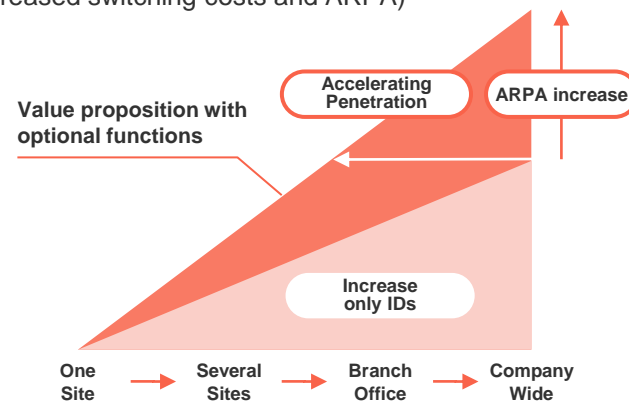 reased switching costs and ARPA)
Accelerating
Penetration
ARPA increase
Value proposition with
optional functions
Increase
only IDs
One
Site
Several
Sites
Branch
Office
Company
Wide